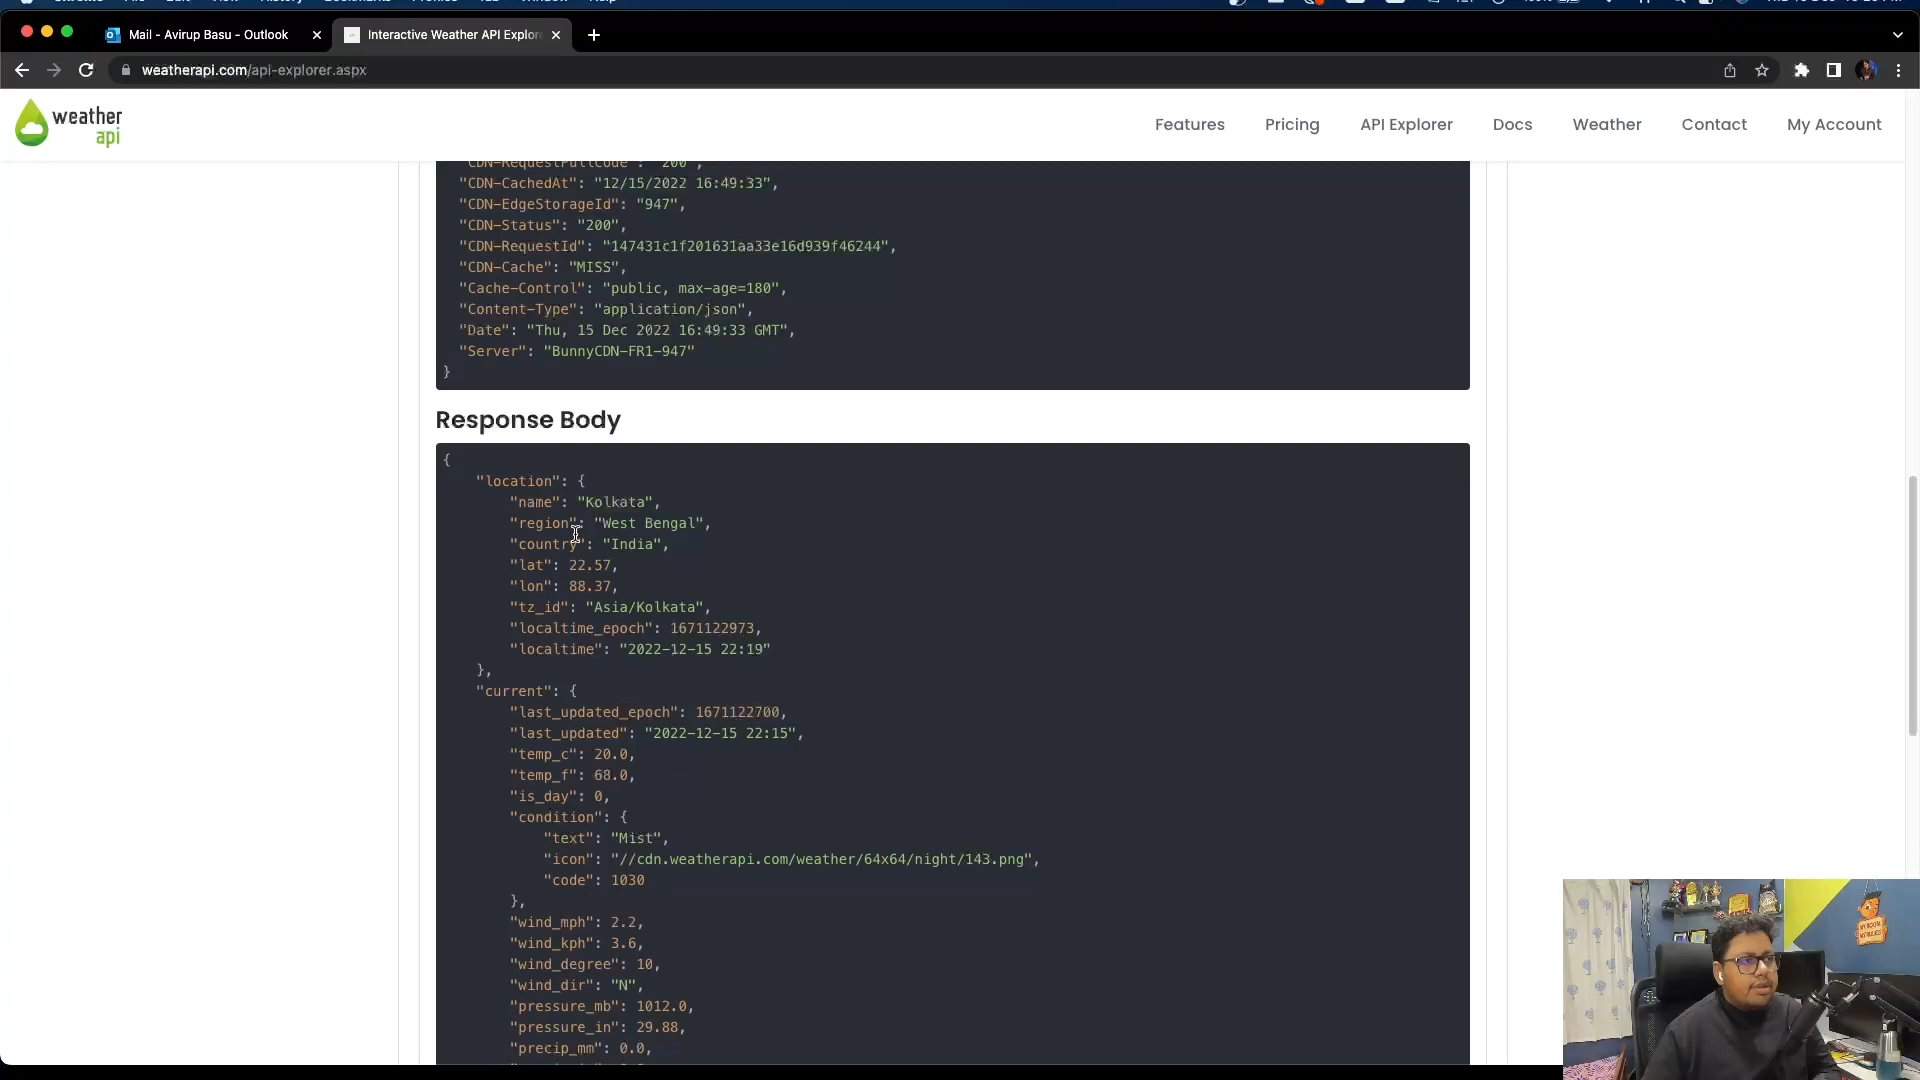 Mail - Avirup Basu - Outlook
Interactive Weather API Explor
weatherapi.com/api-explorer.aspx
weather
api
Features
Pricing
API Explorer
Docs
Weather
Contact
My Account
"CDN-RequestPullCode": "200",
"CDN-CachedAt": "12/15/2022 16:49:33",
"CDN-EdgeStorageId": "947",
"CDN-Status": "200",
"CDN-RequestId": "147431c1f201631aa33e16d939f46244",
"CDN-Cache": "MISS",
"Cache-Control": "public, max-age=180",
"Content-Type": "application/json",
"Date": "Thu, 15 Dec 2022 16:49:33 GMT",
"Server": "BunnyCDN-FR1-947"
}
Response Body
{
"location": {
"name": "Kolkata",
"region": "West Bengal",
"country": "India",
"lat": 22.57,
"lon": 88.37,
"tz_id": "Asia/Kolkata",
"localtime_epoch": 1671122973,
"localtime": "2022-12-15 22:19"
},
"current": {
"last_updated_epoch": 1671122700,
"last_updated": "2022-12-15 22:15",
"temp_c": 20.0,
"temp_f": 68.0,
"is_day": 0,
"condition": {
"text": "Mist",
"icon": "//cdn.weatherapi.com/weather/64x64/night/143.png",
"code": 1030
},
"wind_mph": 2.2,
"wind_kph": 3.6,
"wind_degree": 10,
"wind_dir": "N",
"pressure_mb": 1012.0,
"pressure_in": 29.88,
"precip_mm": 0.0,